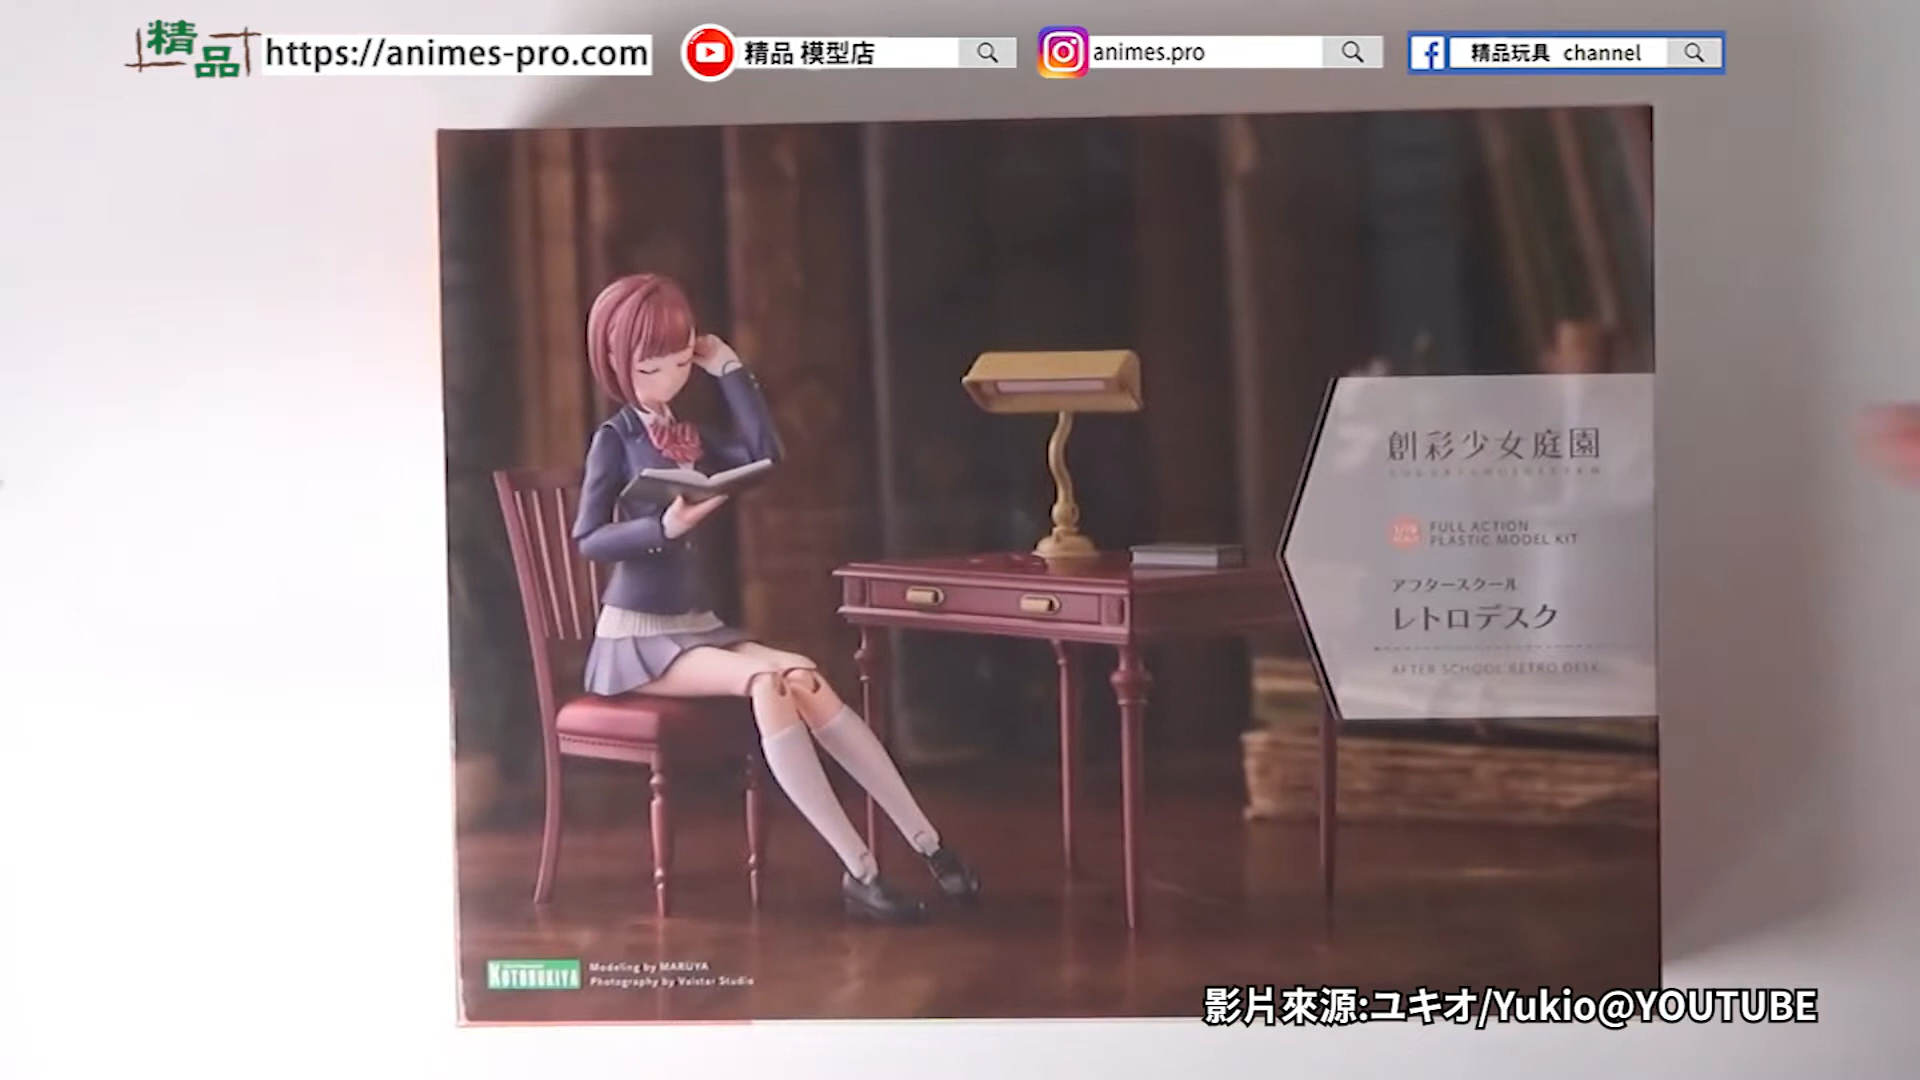 精品
https://animes-pro.com
精品 模型店
animes.pro
精品玩具 channel
創彩少女庭園
FULL ACTION
PLASTIC MODEL KIT
アフタースクール
レトロデスク
AFTER SCHOOL RETRO DESK
KOTOBUKIYA
Modeling by MARUYA
Photography by Valstar Studio
影片來源:ユキオ/Yukio@YOUTUBE